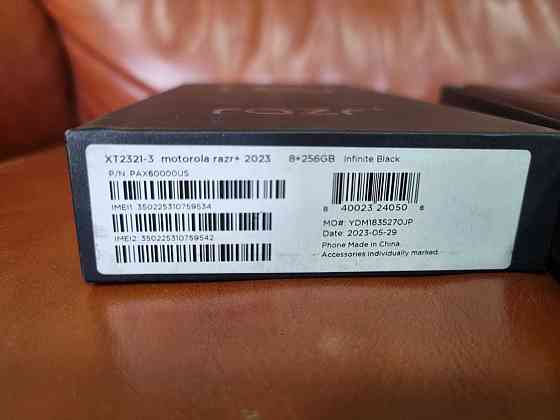 razr+
XT2321-3 motorola razr+ 2023 8+256GB Infinite Black
P/N: PAX60000US
IMEI1: 350225310759534
IMEI2: 350225310759542
8 40023 24050 8
MO#: YDM1835270JP
Date: 2023-05-29
Phone Made in China.
Accessories individually marked.